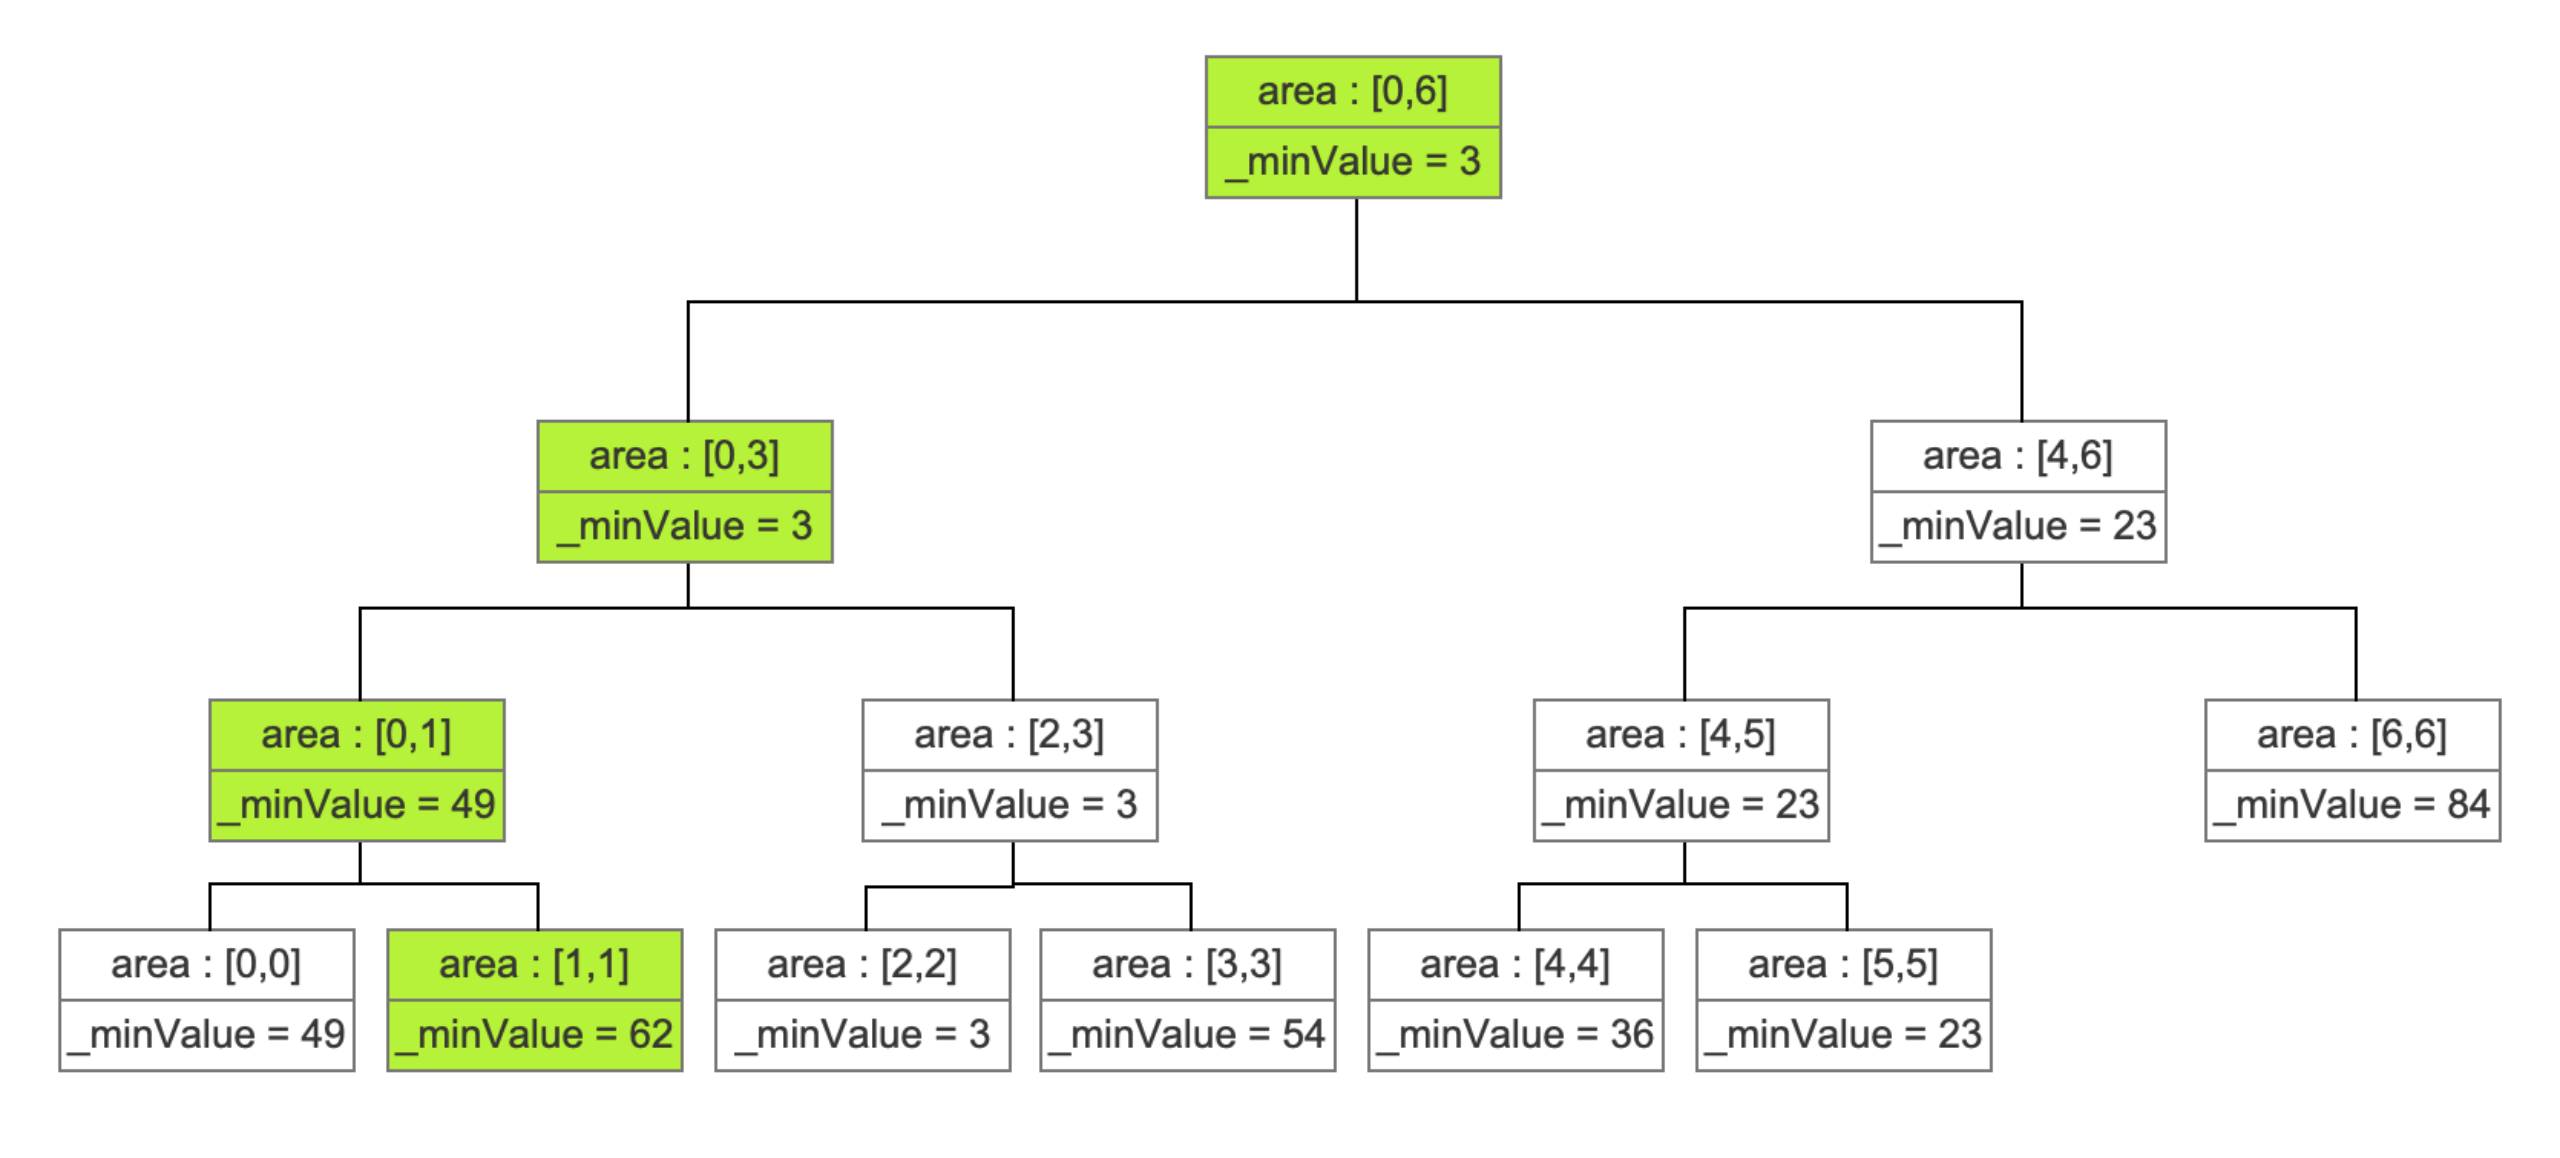 area : [0,6]
_minValue = 3
area : [0,3]
_minValue = 3
area : [4,6]
_minValue = 23
area : [0,1]
_minValue = 49
area : [2,3]
_minValue = 3
area : [4,5]
_minValue = 23
area : [6,6]
_minValue = 84
area : [0,0]
_minValue = 49
area : [1,1]
_minValue = 62
area : [2,2]
_minValue = 3
area : [3,3]
_minValue = 54
area : [4,4]
_minValue = 36
area : [5,5]
_minValue = 23